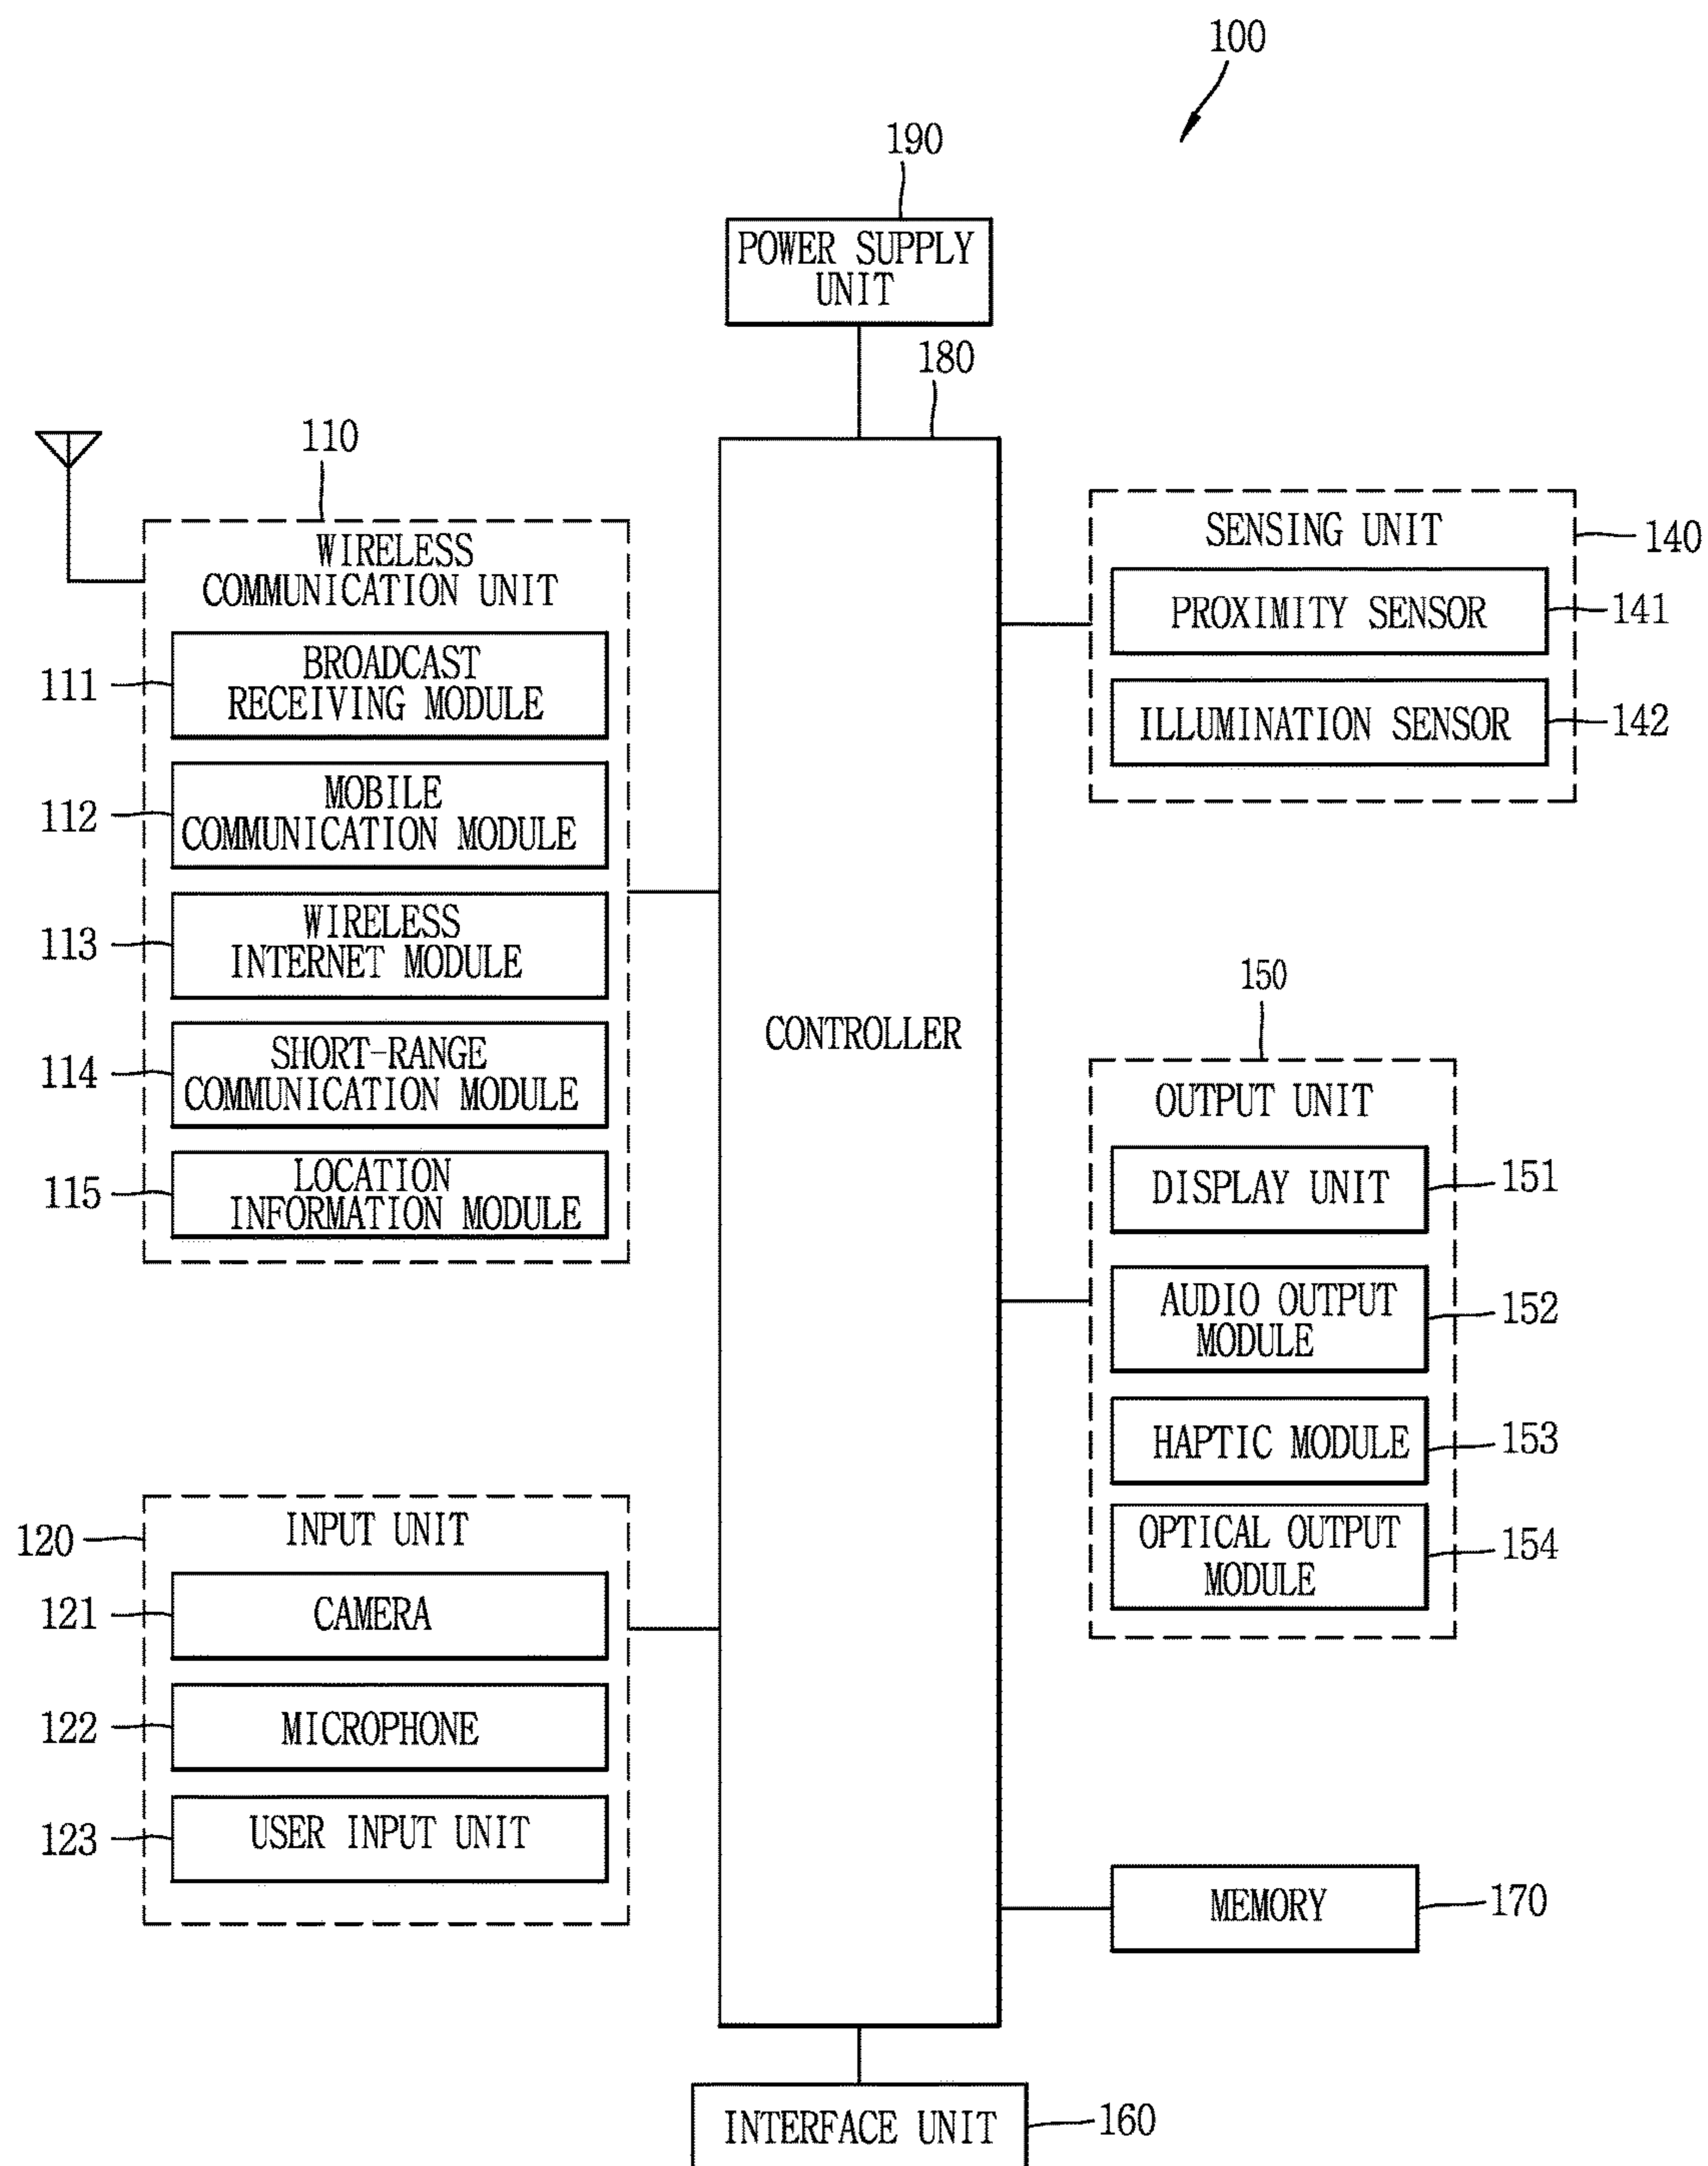 100
190
POWER SUPPLY
UNIT
180
110
WIRELESS
COMMUNICATION UNIT
111
BROADCAST
RECEIVING MODULE
112
MOBILE
COMMUNICATION MODULE
113
WIRELESS
INTERNET MODULE
114
SHORT-RANGE
COMMUNICATION MODULE
115
LOCATION
INFORMATION MODULE
120
INPUT UNIT
121
CAMERA
122
MICROPHONE
123
USER INPUT UNIT
CONTROLLER
SENSING UNIT
140
PROXIMITY SENSOR
141
ILLUMINATION SENSOR
142
150
OUTPUT UNIT
DISPLAY UNIT
151
AUDIO OUTPUT
MODULE
152
HAPTIC MODULE
153
OPTICAL OUTPUT
MODULE
154
MEMORY
170
INTERFACE UNIT
160